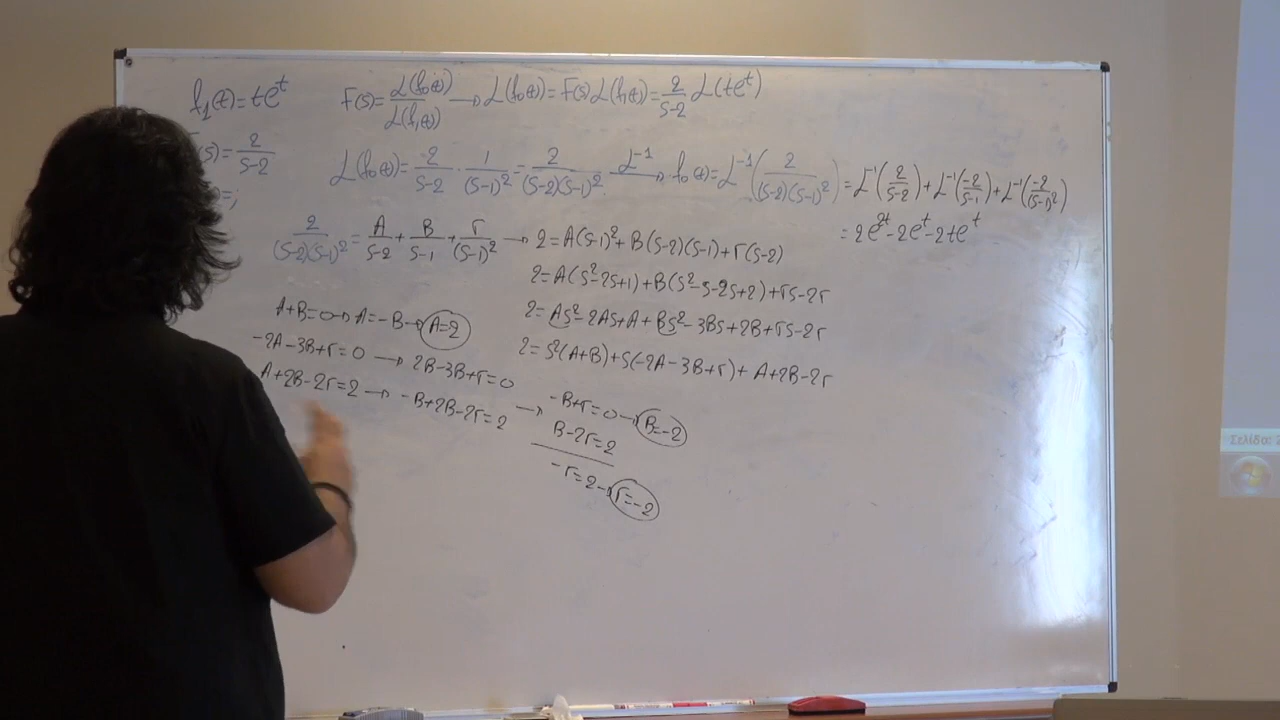 f₁(t)=te^t F(s)=ℒ(f₀(t))/ℒ(f₁(t)) → ℒ(f₀(t))=F(s)ℒ(f₁(t))=2/(s-2) ℒ(te^t)
(s)=2/(s-2)
=;
ℒ(f₀(t))=2/(s-2)·1/(s-1)²=2/((s-2)(s-1)²) ℒ⁻¹→ f₀(t)=ℒ⁻¹(2/((s-2)(s-1)²))=ℒ⁻¹(2/(s-2))+ℒ⁻¹(-2/(s-1))+ℒ⁻¹(-2/(s-1)²)
=2e^2t-2e^t-2te^t
2/((s-2)(s-1)²)=A/(s-2)+B/(s-1)+Γ/(s-1)² → 2=A(s-1)²+B(s-2)(s-1)+Γ(s-2)
2=A(s²-2s+1)+B(s²-s-2s+2)+Γs-2Γ
2=As²-2As+A+Bs²-3Bs+2B+Γs-2Γ
2=s²(A+B)+s(-2A-3B+Γ)+A+2B-2Γ
A+B=0→A=-B→A=2
-2A-3B+Γ=0 → 2B-3B+Γ=0
A+2B-2Γ=2 → -B+2B-2Γ=2 → -B+Γ=0→B=-2
B-2Γ=2
-Γ=2→Γ=-2
Σελίδα: 2